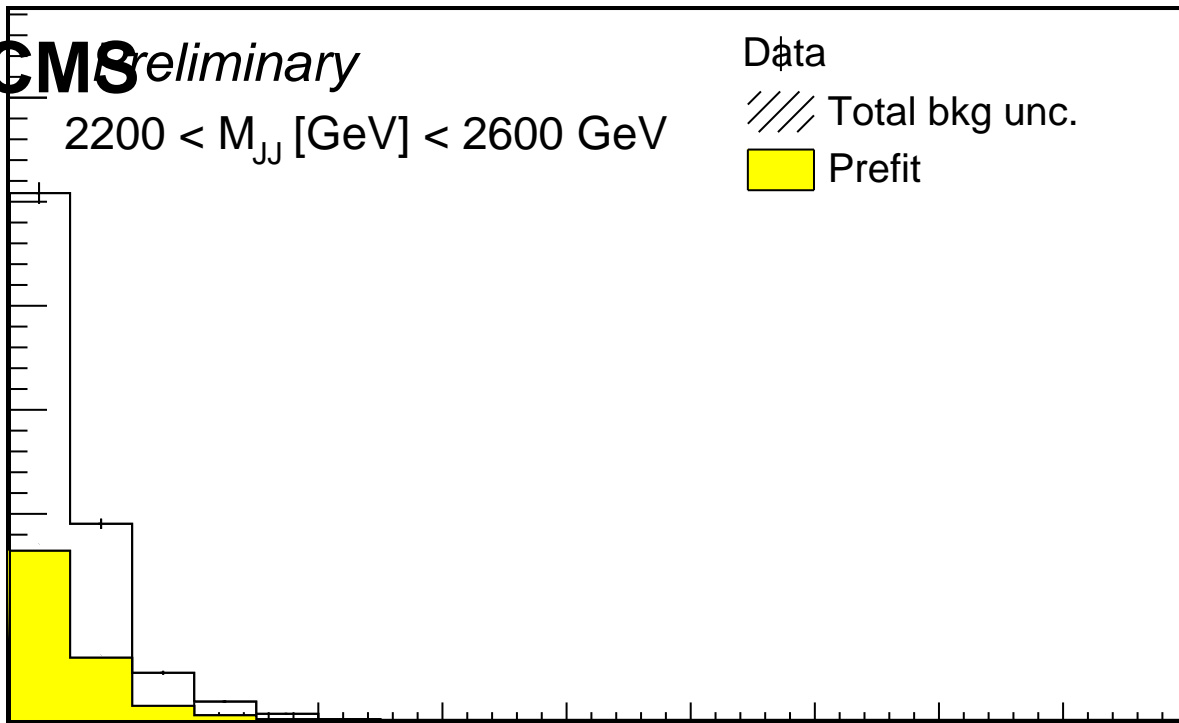 CMS Preliminary
2200 < M_JJ [GeV] < 2600 GeV
Data
Total bkg unc.
Prefit